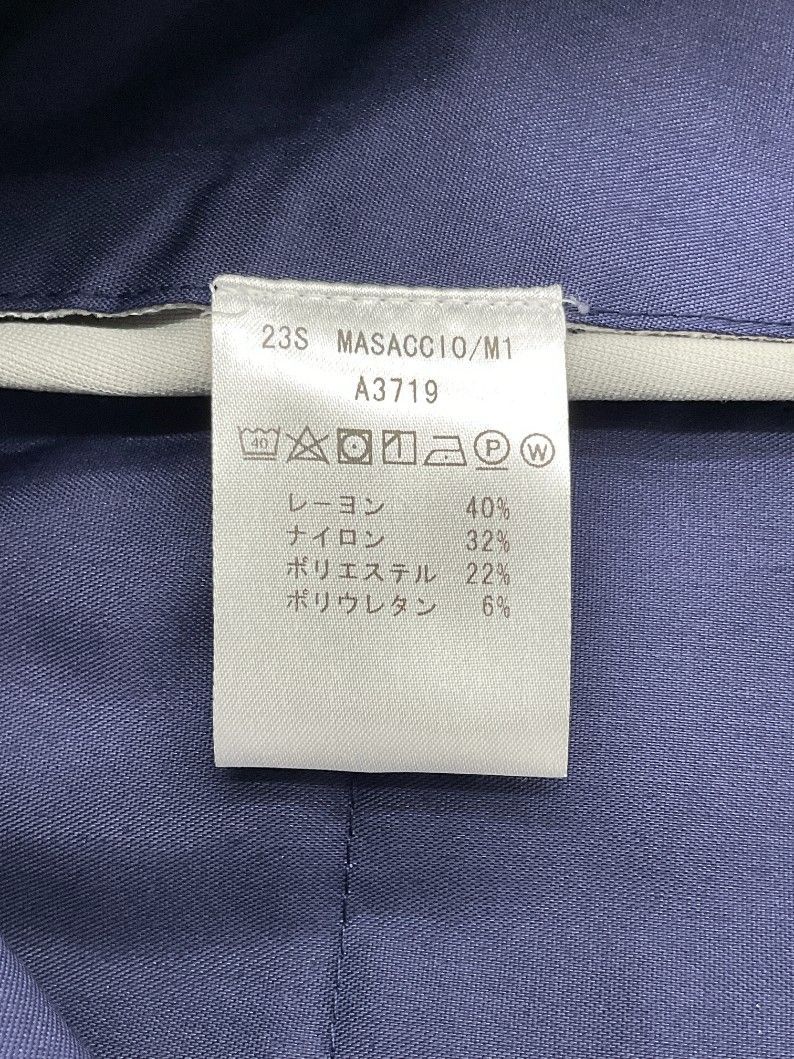 23S MASACCIO/M1
A3719
40 P W
レーヨン 40%
ナイロン 32%
ポリエステル 22%
ポリウレタン 6%